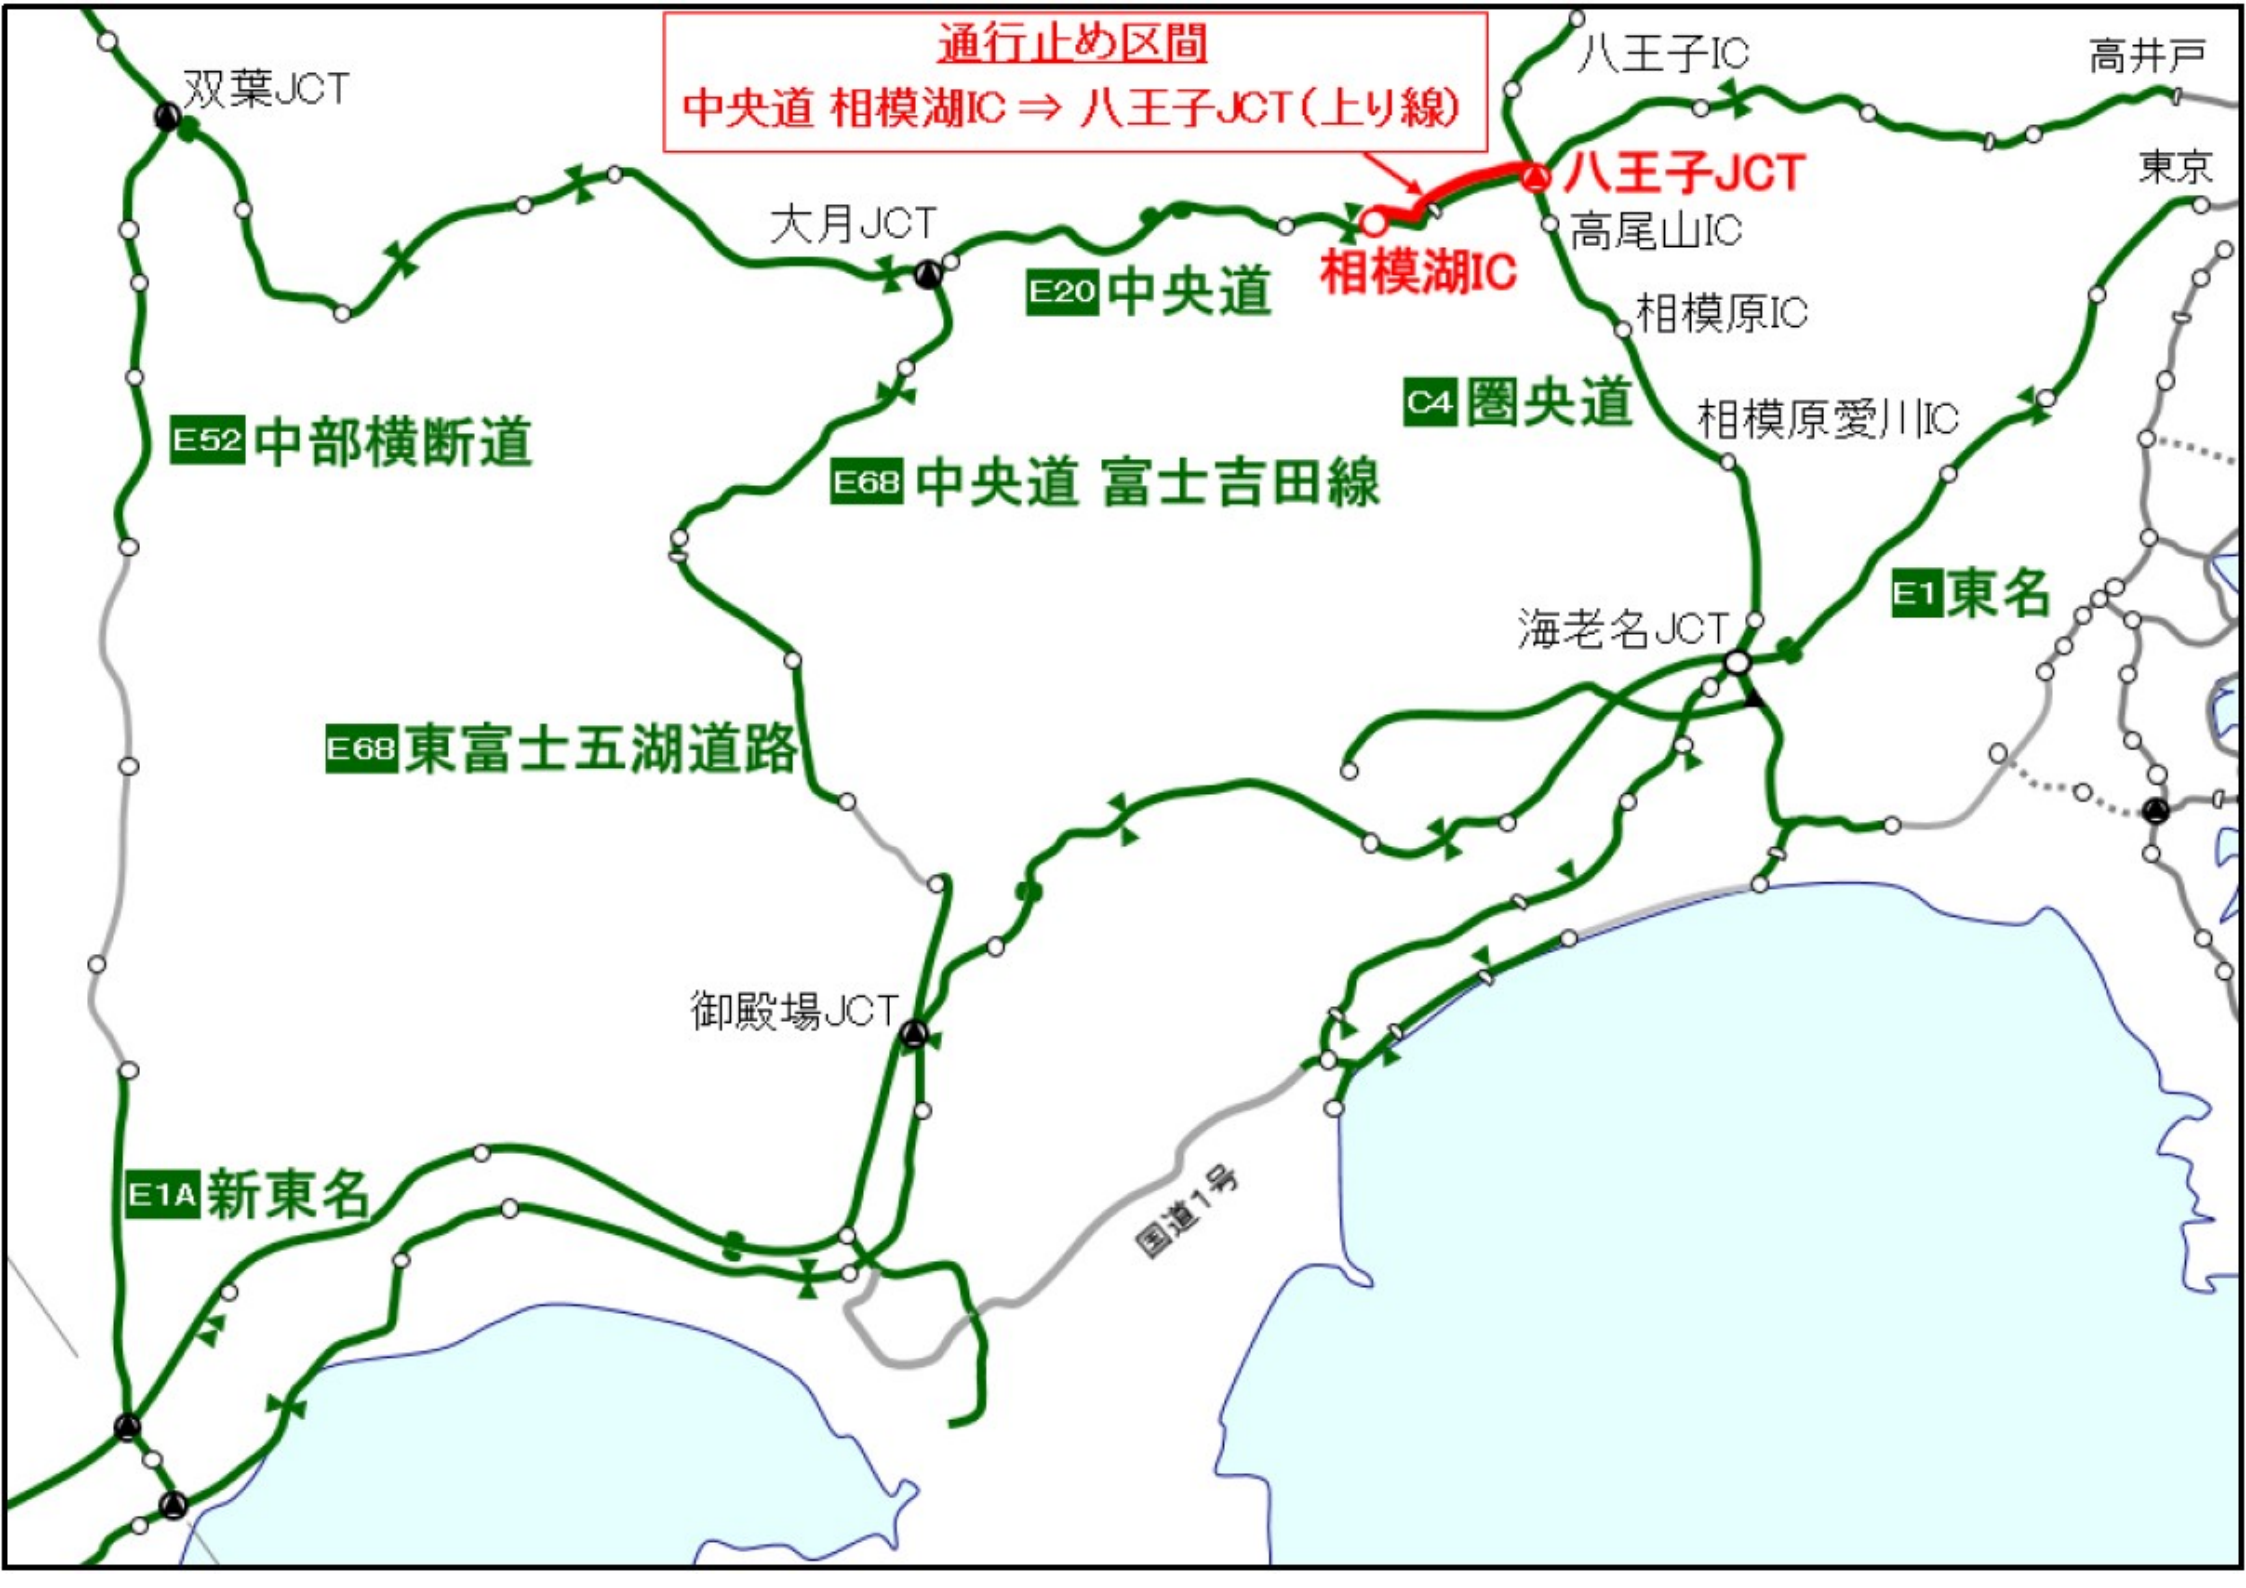 通行止め区間
中央道 相模湖IC ⇒ 八王子JCT(上り線)
八王子IC
高井戸
双葉JCT
東京
八王子JCT
大月JCT
高尾山IC
相模湖IC
E20 中央道
相模原IC
C4 圏央道
相模原愛川IC
E52 中部横断道
E68 中央道 富士吉田線
E1 東名
海老名JCT
E68 東富士五湖道路
御殿場JCT
E1A 新東名
国道1号